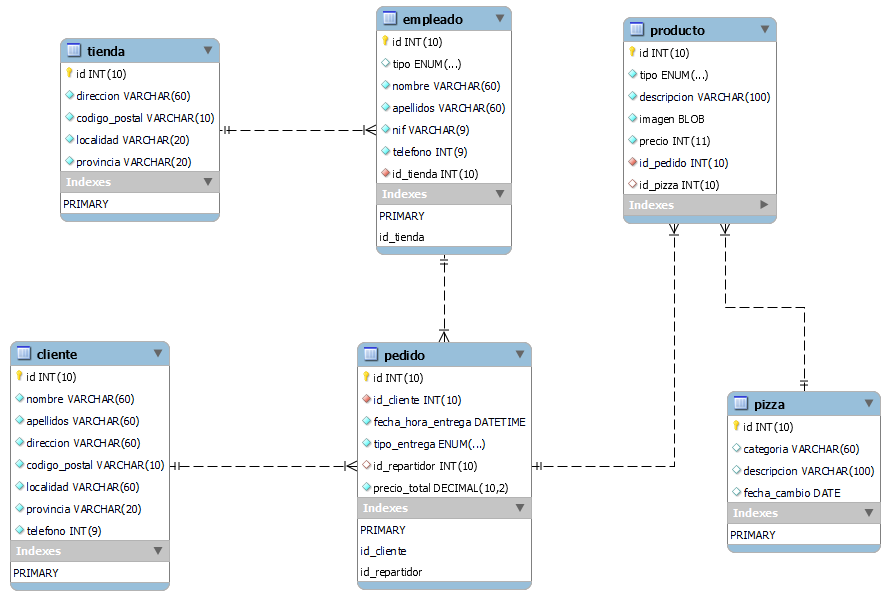 tienda
id INT(10)
direccion VARCHAR(60)
codigo_postal VARCHAR(10)
localidad VARCHAR(20)
provincia VARCHAR(20)
Indexes
PRIMARY
empleado
id INT(10)
tipo ENUM(...)
nombre VARCHAR(60)
apellidos VARCHAR(60)
nif VARCHAR(9)
telefono INT(9)
id_tienda INT(10)
Indexes
PRIMARY
id_tienda
producto
id INT(10)
tipo ENUM(...)
descripcion VARCHAR(100)
imagen BLOB
precio INT(11)
id_pedido INT(10)
id_pizza INT(10)
Indexes
cliente
id INT(10)
nombre VARCHAR(60)
apellidos VARCHAR(60)
direccion VARCHAR(60)
codigo_postal VARCHAR(10)
localidad VARCHAR(60)
provincia VARCHAR(20)
telefono INT(9)
Indexes
PRIMARY
pedido
id INT(10)
id_cliente INT(10)
fecha_hora_entrega DATETIME
tipo_entrega ENUM(...)
id_repartidor INT(10)
precio_total DECIMAL(10,2)
Indexes
PRIMARY
id_cliente
id_repartidor
pizza
id INT(10)
categoria VARCHAR(60)
descripcion VARCHAR(100)
fecha_cambio DATE
Indexes
PRIMARY